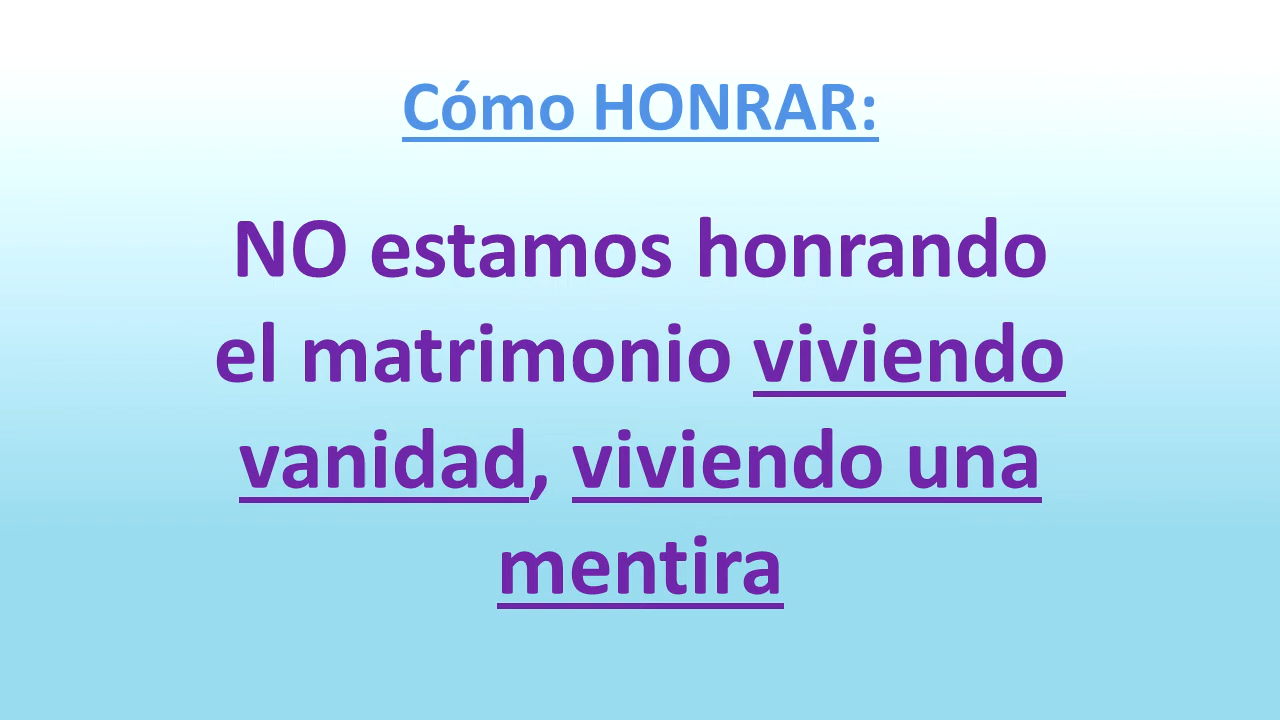 Cómo HONRAR:
NO estamos honrando
el matrimonio viviendo
vanidad, viviendo una
mentira